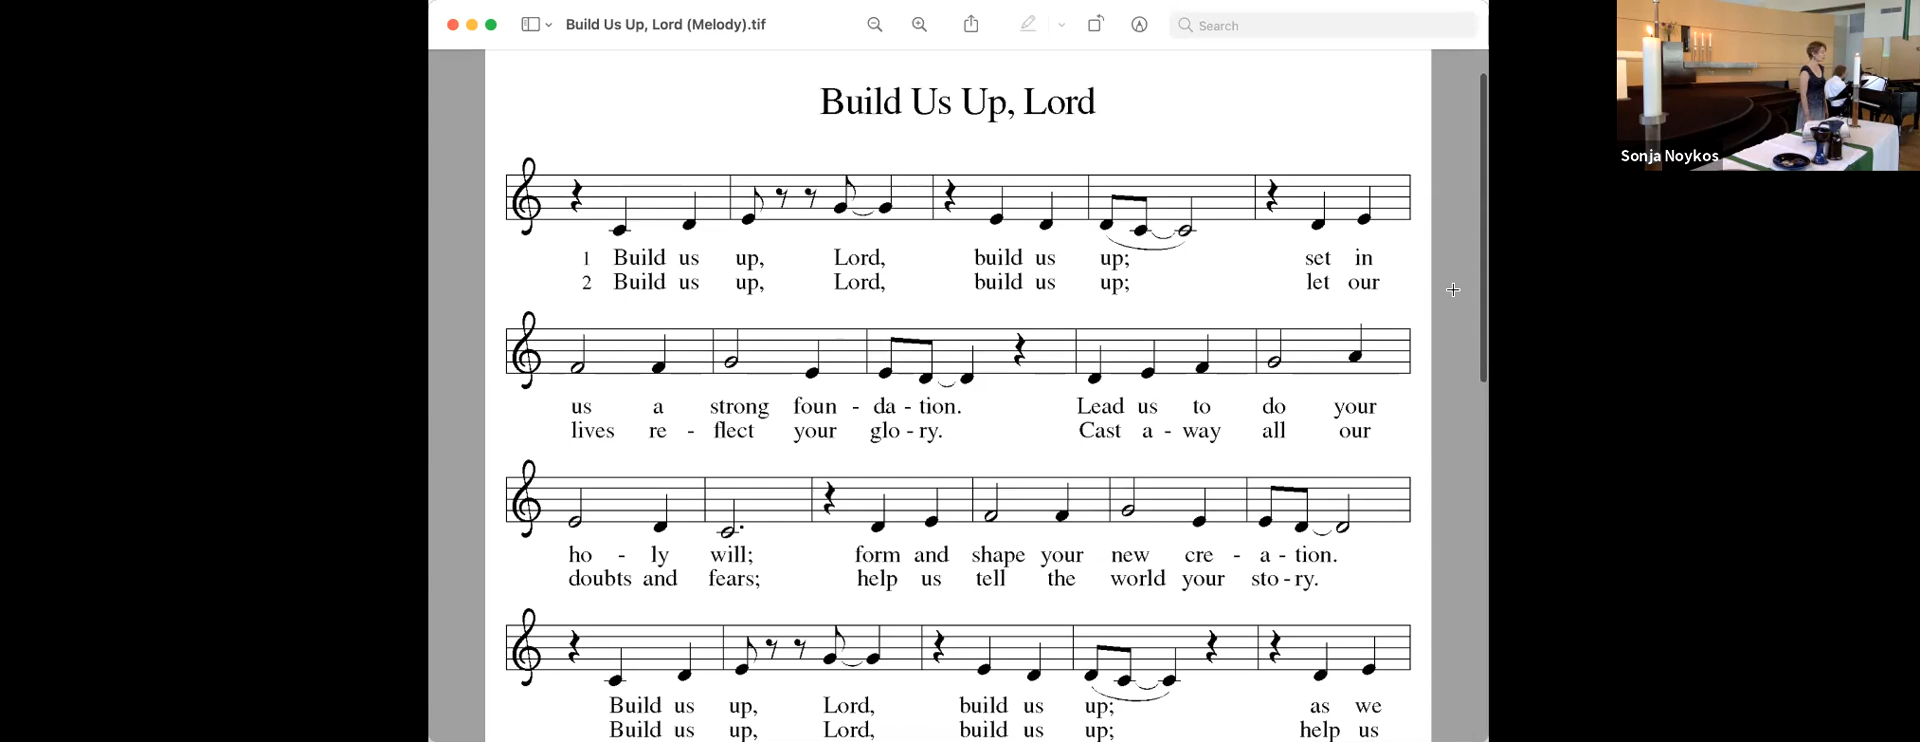 Build Us Up, Lord (Melody).tif
Search
Build Us Up, Lord
1 Build us up, Lord, build us up; set in
2 Build us up, Lord, build us up; let our
us a strong foun - da - tion. Lead us to do your
lives re - flect your glo - ry. Cast a - way all our
ho - ly will; form and shape your new cre - a - tion.
doubts and fears; help us tell the world your sto - ry.
Build us up, Lord, build us up; as we
Build us up, Lord, build us up; help us
Sonja Noykos